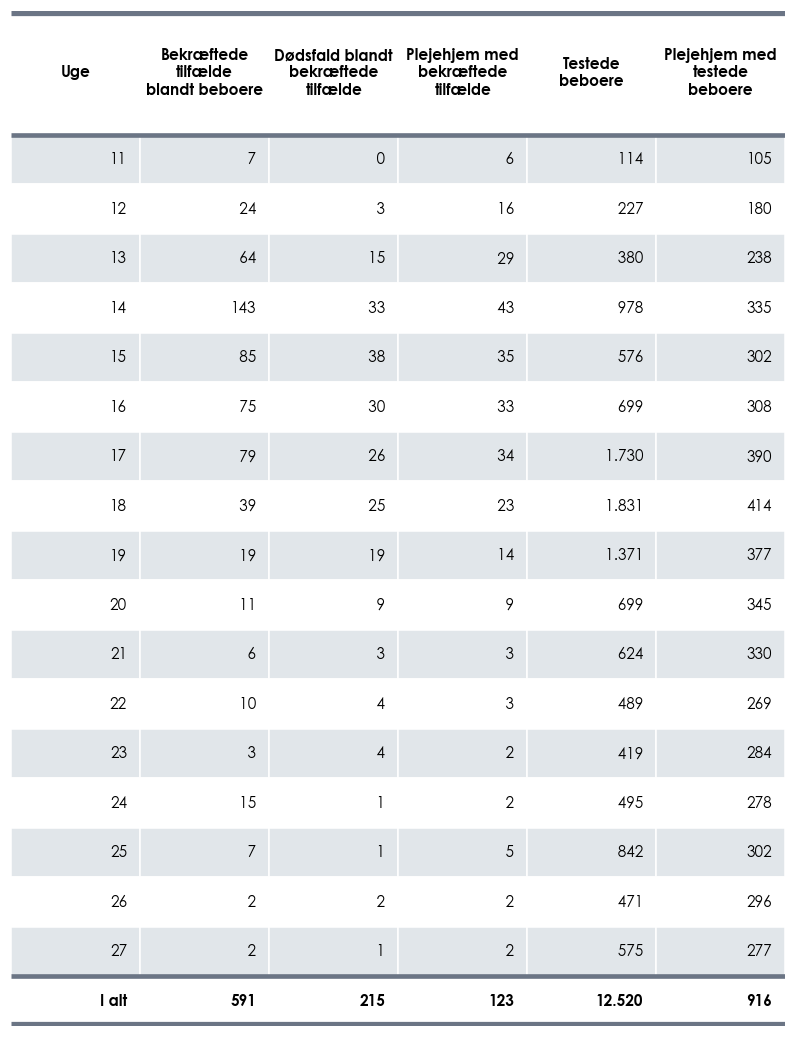 Uge Bekræftede tilfælde blandt beboere Dødsfald blandt bekræftede tilfælde Plejehjem med bekræftede tilfælde Testede beboere Plejehjem med testede beboere
11 7 0 6 114 105
12 24 3 16 227 180
13 64 15 29 380 238
14 143 33 43 978 335
15 85 38 35 576 302
16 75 30 33 699 308
17 79 26 34 1.730 390
18 39 25 23 1.831 414
19 19 19 14 1.371 377
20 11 9 9 699 345
21 6 3 3 624 330
22 10 4 3 489 269
23 3 4 2 419 284
24 15 1 2 495 278
25 7 1 5 842 302
26 2 2 2 471 296
27 2 1 2 575 277
I alt 591 215 123 12.520 916